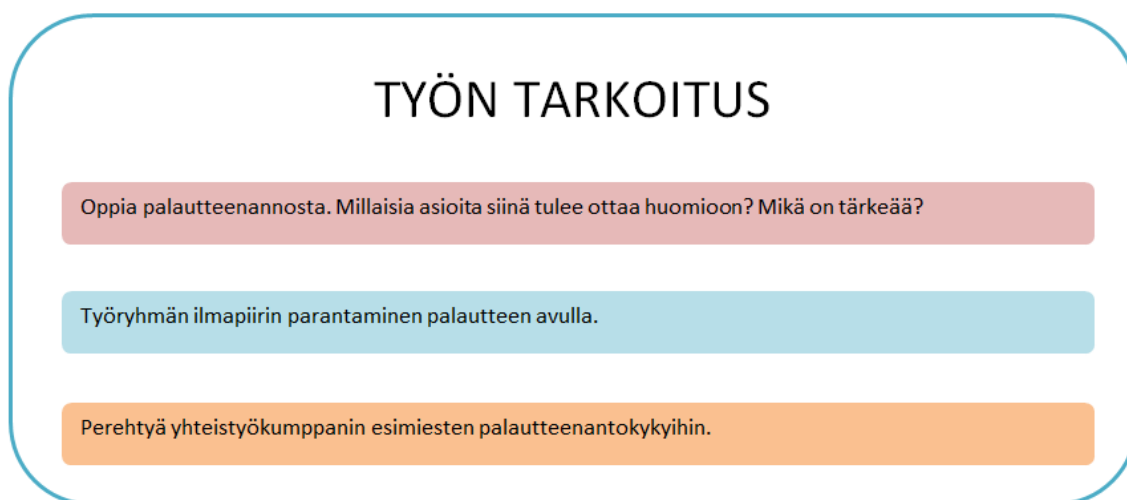 TYÖN TARKOITUS
Oppia palautteenannosta. Millaisia asioita siinä tulee ottaa huomioon? Mikä on tärkeää?
Työryhmän ilmapiirin parantaminen palautteen avulla.
Perehtyä yhteistyökumppanin esimiesten palautteenantokykyihin.